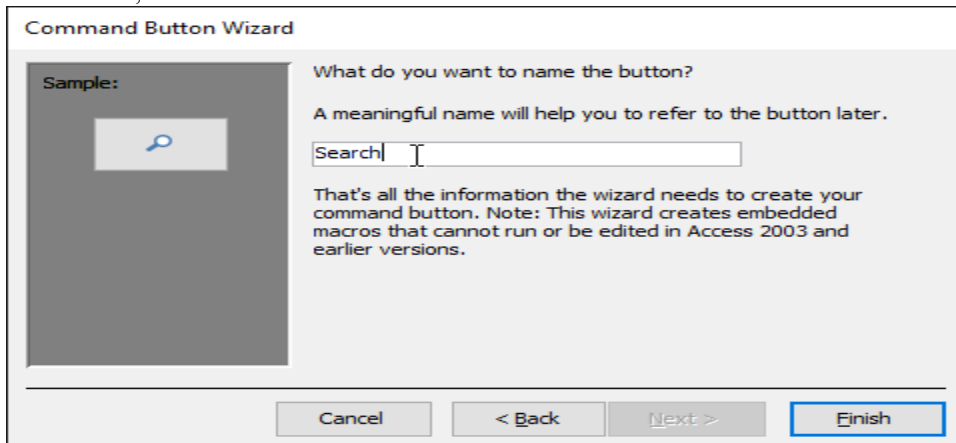 Command Button Wizard
Sample:
What do you want to name the button?
A meaningful name will help you to refer to the button later.
Search
That's all the information the wizard needs to create your
command button. Note: This wizard creates embedded
macros that cannot run or be edited in Access 2003 and
earlier versions.
Cancel
< Back
Next >
Finish